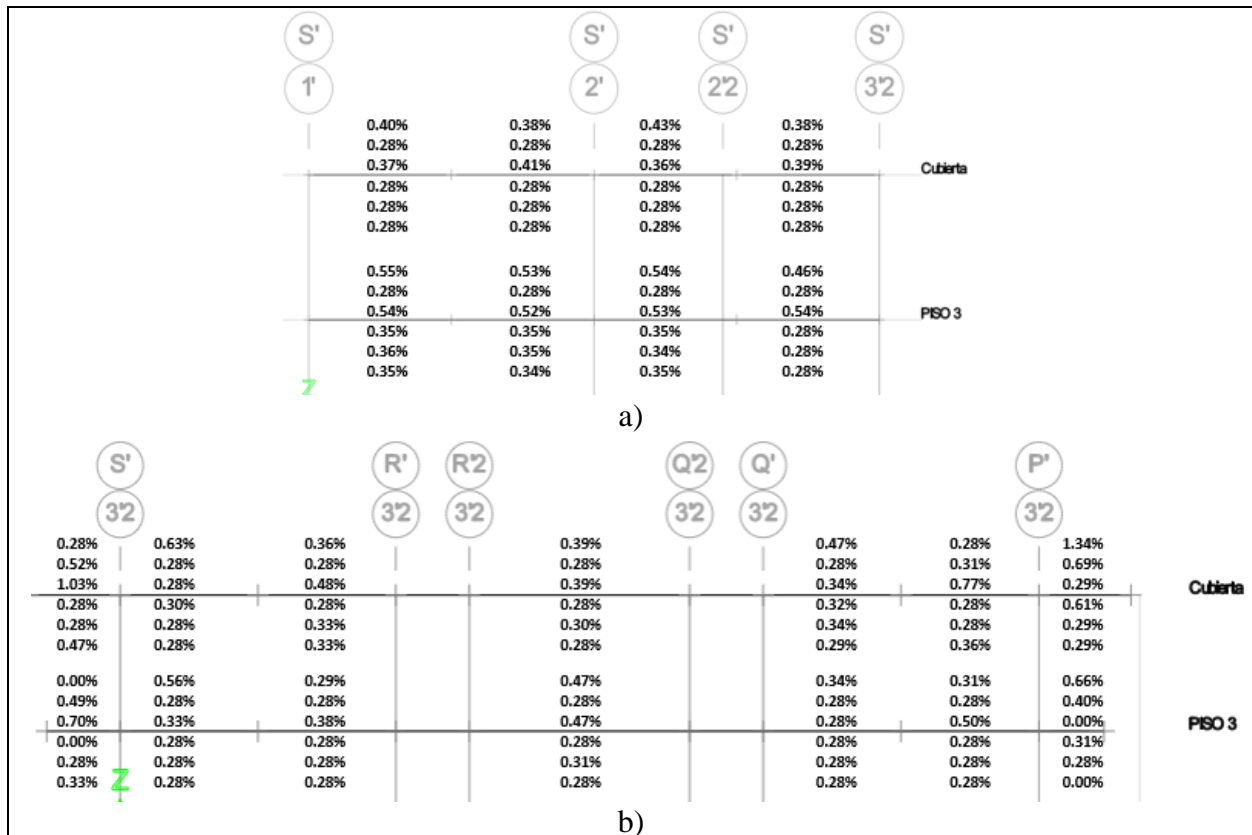 S' S' S' S'
1' 2' 2'2 3'2
0.40% 0.38% 0.43% 0.38%
0.28% 0.28% 0.28% 0.28%
0.37% 0.41% 0.36% 0.39% Cubierta
0.28% 0.28% 0.28% 0.28%
0.28% 0.28% 0.28% 0.28%
0.28% 0.28% 0.28% 0.28%
0.55% 0.53% 0.54% 0.46%
0.28% 0.28% 0.28% 0.28%
0.54% 0.52% 0.53% 0.54% PISO 3
0.35% 0.35% 0.35% 0.28%
0.36% 0.35% 0.34% 0.28%
0.35% 0.34% 0.35% 0.28%
Z
a)
S' R' R'2 Q'2 Q' P'
3'2 3'2 3'2 3'2 3'2 3'2
0.28% 0.63% 0.36% 0.39% 0.47% 0.28% 1.34%
0.52% 0.28% 0.28% 0.28% 0.28% 0.31% 0.69%
1.03% 0.28% 0.48% 0.39% 0.34% 0.77% 0.29% Cubierta
0.28% 0.30% 0.28% 0.28% 0.32% 0.28% 0.61%
0.28% 0.28% 0.33% 0.30% 0.34% 0.28% 0.29%
0.47% 0.28% 0.33% 0.28% 0.29% 0.36% 0.29%
0.00% 0.56% 0.29% 0.47% 0.34% 0.31% 0.66%
0.49% 0.28% 0.28% 0.28% 0.28% 0.28% 0.40%
0.70% 0.33% 0.38% 0.47% 0.28% 0.50% 0.00% PISO 3
0.00% 0.28% 0.28% 0.28% 0.28% 0.28% 0.31%
0.28% 0.28% 0.28% 0.31% 0.28% 0.28% 0.28%
0.33% Z 0.28% 0.28% 0.28% 0.28% 0.28% 0.00%
b)